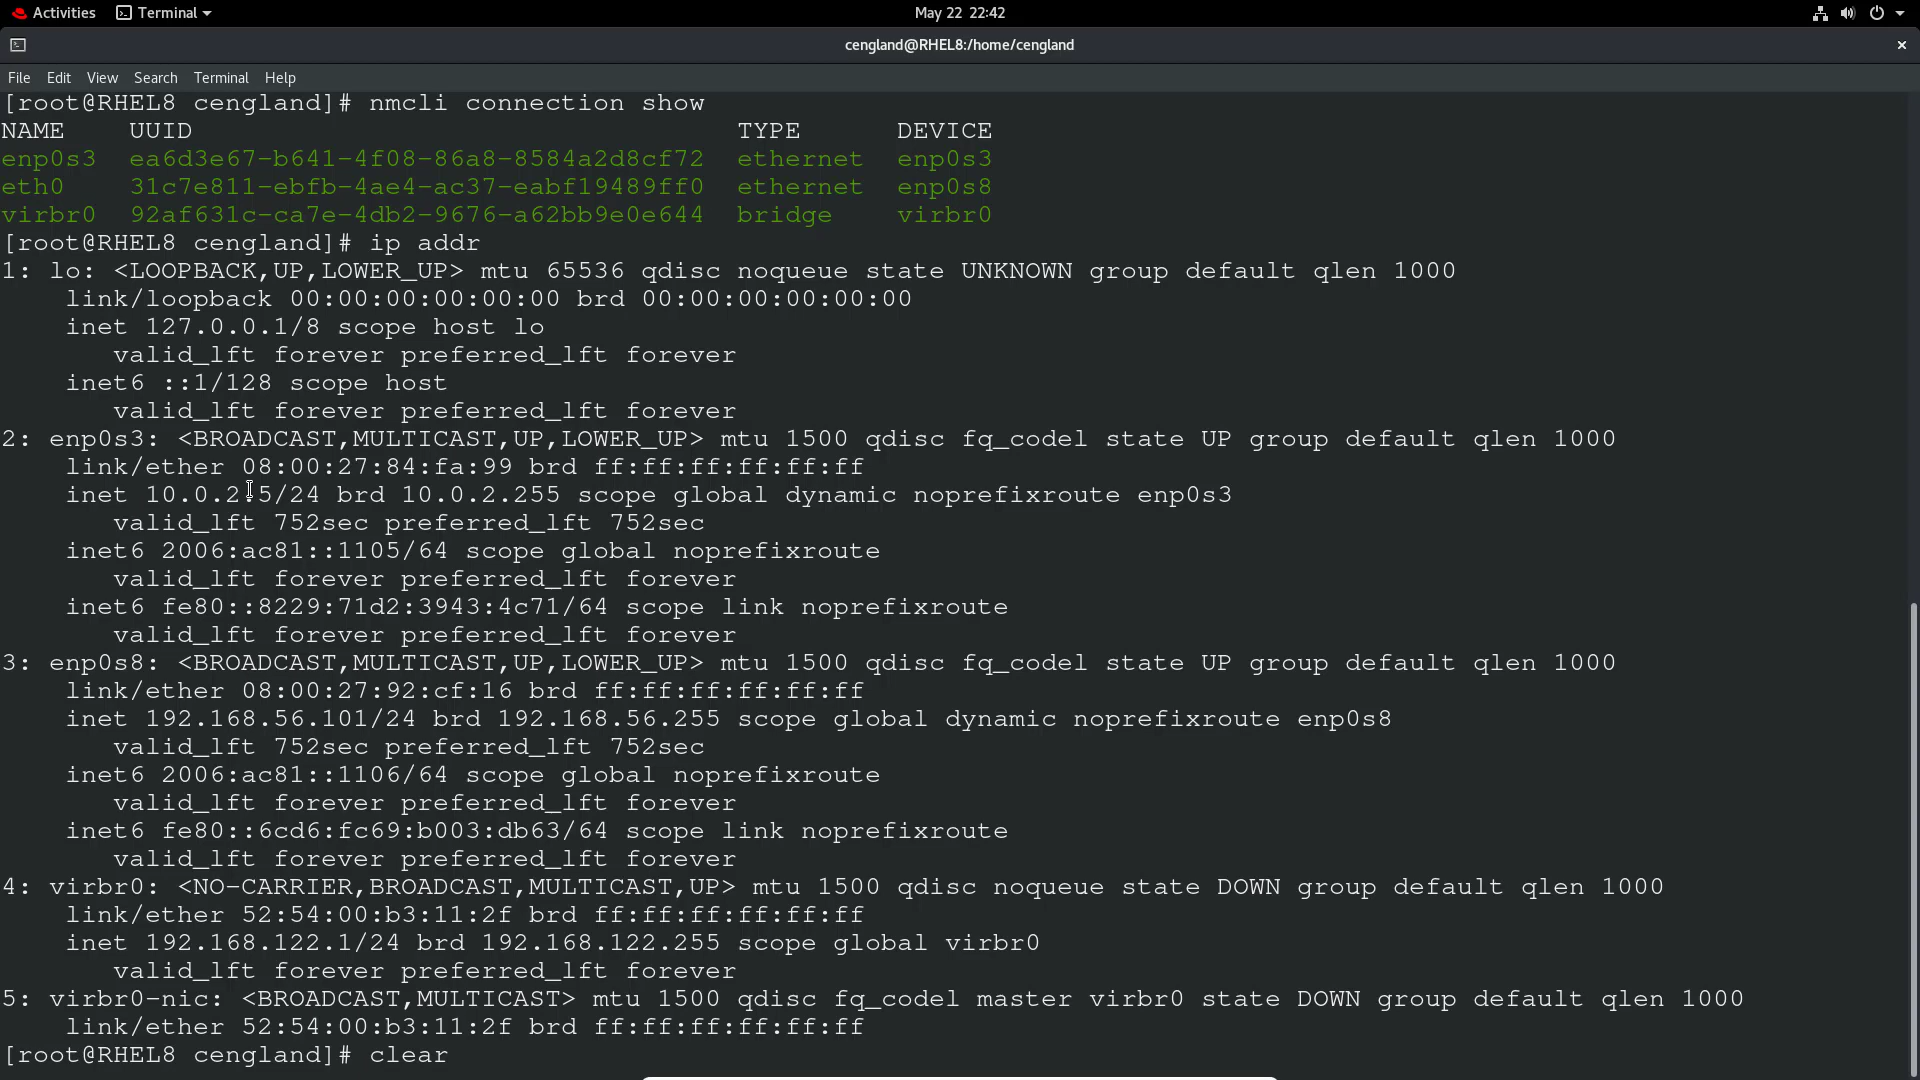 Activities Terminal May 22 22:42
cengland@RHEL8:/home/cengland ×
File Edit View Search Terminal Help
[root@RHEL8 cengland]# nmcli connection show
NAME UUID TYPE DEVICE
enp0s3 ea6d3e67-b641-4f08-86a8-8584a2d8cf72 ethernet enp0s3
eth0 31c7e811-ebfb-4ae4-ac37-eabf19489ff0 ethernet enp0s8
virbr0 92af631c-ca7e-4db2-9676-a62bb9e0e644 bridge virbr0
[root@RHEL8 cengland]# ip addr
1: lo: <LOOPBACK,UP,LOWER_UP> mtu 65536 qdisc noqueue state UNKNOWN group default qlen 1000
link/loopback 00:00:00:00:00:00 brd 00:00:00:00:00:00
inet 127.0.0.1/8 scope host lo
valid_lft forever preferred_lft forever
inet6 ::1/128 scope host
valid_lft forever preferred_lft forever
2: enp0s3: <BROADCAST,MULTICAST,UP,LOWER_UP> mtu 1500 qdisc fq_codel state UP group default qlen 1000
link/ether 08:00:27:84:fa:99 brd ff:ff:ff:ff:ff:ff
inet 10.0.2.5/24 brd 10.0.2.255 scope global dynamic noprefixroute enp0s3
valid_lft 752sec preferred_lft 752sec
inet6 2006:ac81::1105/64 scope global noprefixroute
valid_lft forever preferred_lft forever
inet6 fe80::8229:71d2:3943:4c71/64 scope link noprefixroute
valid_lft forever preferred_lft forever
3: enp0s8: <BROADCAST,MULTICAST,UP,LOWER_UP> mtu 1500 qdisc fq_codel state UP group default qlen 1000
link/ether 08:00:27:92:cf:16 brd ff:ff:ff:ff:ff:ff
inet 192.168.56.101/24 brd 192.168.56.255 scope global dynamic noprefixroute enp0s8
valid_lft 752sec preferred_lft 752sec
inet6 2006:ac81::1106/64 scope global noprefixroute
valid_lft forever preferred_lft forever
inet6 fe80::6cd6:fc69:b003:db63/64 scope link noprefixroute
valid_lft forever preferred_lft forever
4: virbr0: <NO-CARRIER,BROADCAST,MULTICAST,UP> mtu 1500 qdisc noqueue state DOWN group default qlen 1000
link/ether 52:54:00:b3:11:2f brd ff:ff:ff:ff:ff:ff
inet 192.168.122.1/24 brd 192.168.122.255 scope global virbr0
valid_lft forever preferred_lft forever
5: virbr0-nic: <BROADCAST,MULTICAST> mtu 1500 qdisc fq_codel master virbr0 state DOWN group default qlen 1000
link/ether 52:54:00:b3:11:2f brd ff:ff:ff:ff:ff:ff
[root@RHEL8 cengland]# clear